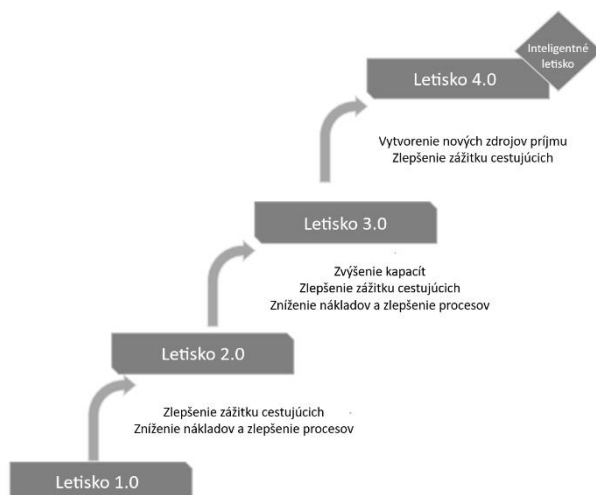 Inteligentné
letisko
Letisko 4.0
Vytvorenie nových zdrojov príjmu
Zlepšenie zážitku cestujúcich
Letisko 3.0
Zvýšenie kapacít
Zlepšenie zážitku cestujúcich
Zníženie nákladov a zlepšenie procesov
Letisko 2.0
Zlepšenie zážitku cestujúcich
Zníženie nákladov a zlepšenie procesov
Letisko 1.0